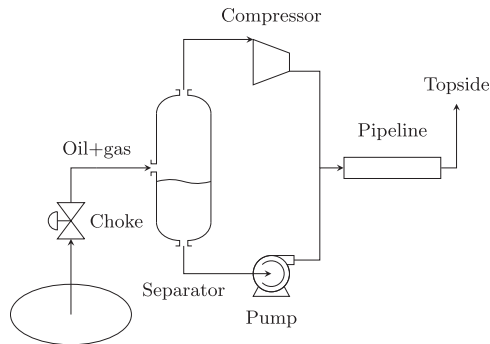 Compressor
Topside
Pipeline
Oil+gas
Choke
Separator
Pump